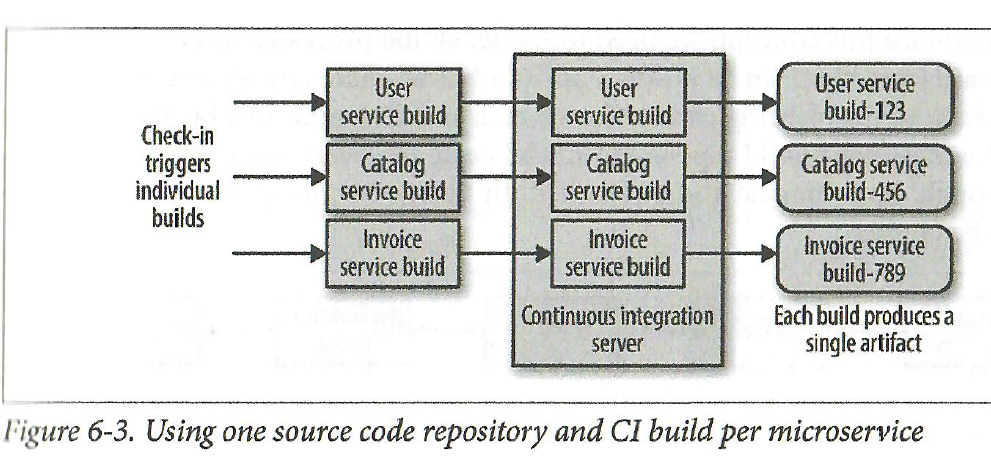 Check-in
triggers
individual
builds
User
service build
Catalog
service build
Invoice
service build
User
service build
Catalog
service build
Invoice
service build
Continuous integration
server
User service
build-123
Catalog service
build-456
Invoice service
build-789
Each build produces a
single artifact
Figure 6-3. Using one source code repository and CI build per microservice